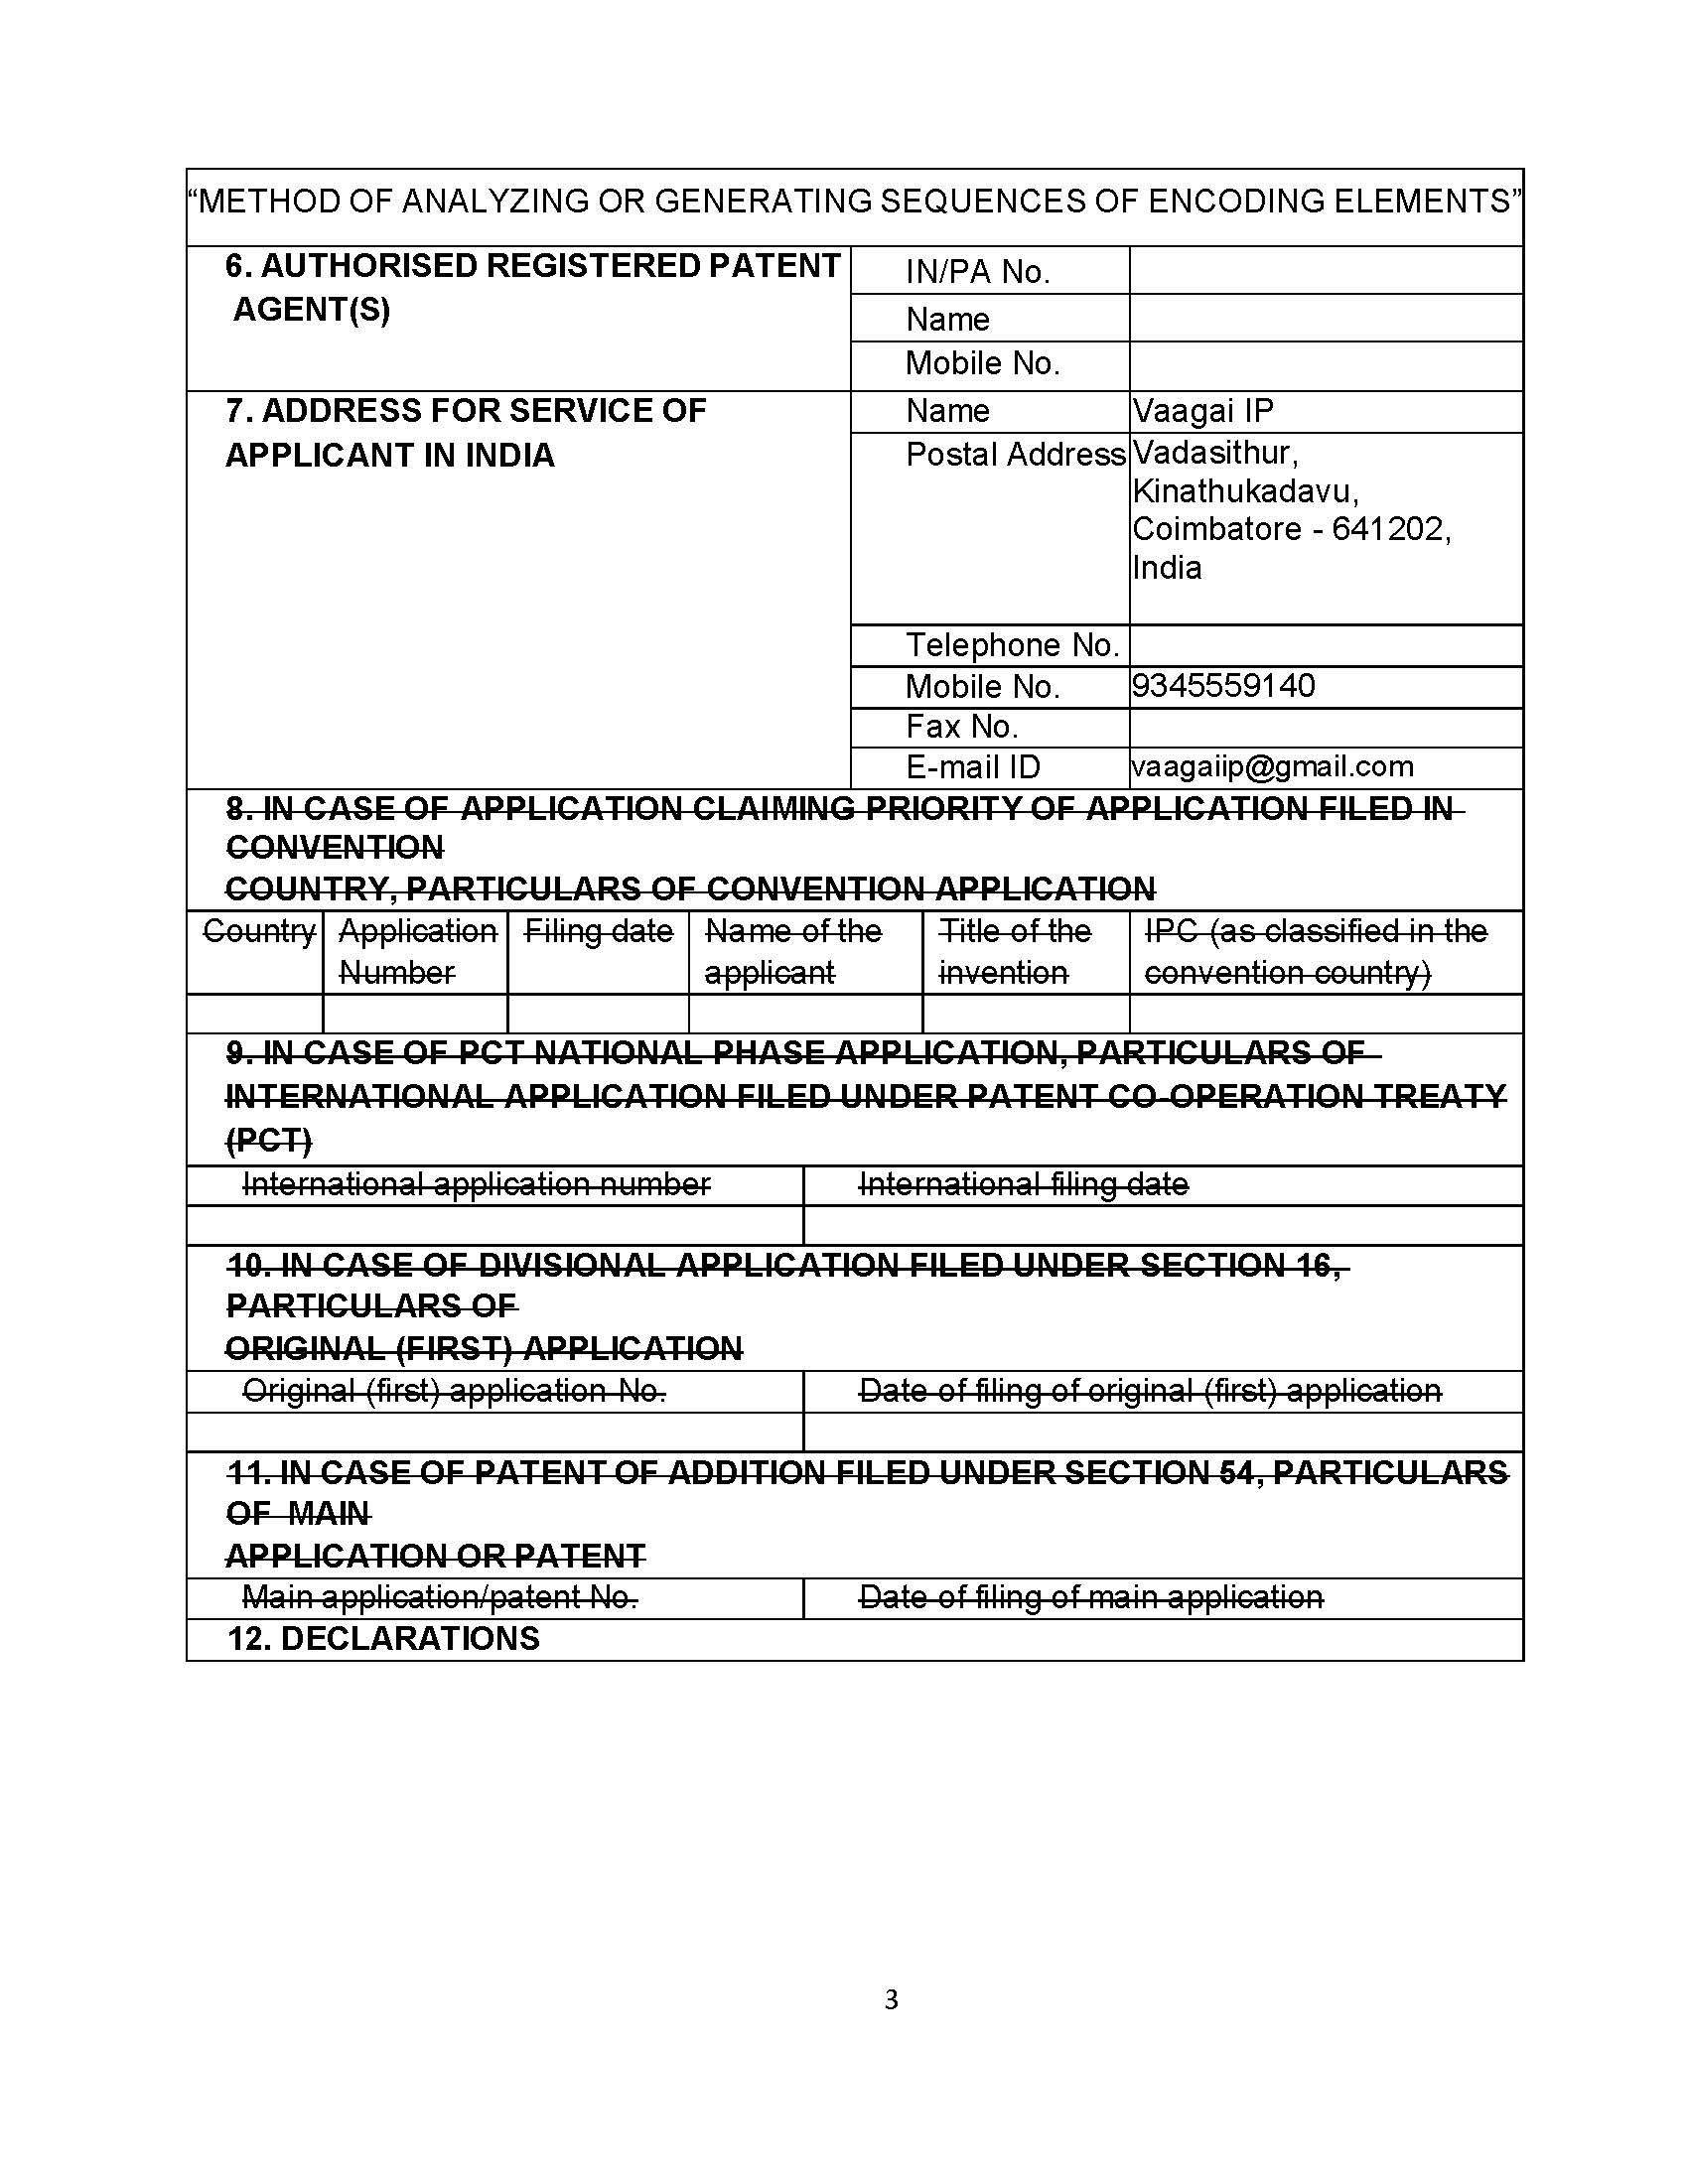 “METHOD OF ANALYZING OR GENERATING SEQUENCES OF ENCODING ELEMENTS”
6. AUTHORISED REGISTERED PATENT
AGENT(S)
IN/PA No.
Name
Mobile No.
7. ADDRESS FOR SERVICE OF
APPLICANT IN INDIA
Name
Vaagai IP
Postal Address
Vadasithur,
Kinathukadavu,
Coimbatore - 641202,
India
Telephone No.
Mobile No.
9345559140
Fax No.
E-mail ID
vaagaiip@gmail.com
8. IN CASE OF APPLICATION CLAIMING PRIORITY OF APPLICATION FILED IN
CONVENTION
COUNTRY, PARTICULARS OF CONVENTION APPLICATION
Country
Application
Number
Filing date
Name of the
applicant
Title of the
invention
IPC (as classified in the
convention country)
9. IN CASE OF PCT NATIONAL PHASE APPLICATION, PARTICULARS OF
INTERNATIONAL APPLICATION FILED UNDER PATENT CO-OPERATION TREATY
(PCT)
International application number
International filing date
10. IN CASE OF DIVISIONAL APPLICATION FILED UNDER SECTION 16,
PARTICULARS OF
ORIGINAL (FIRST) APPLICATION
Original (first) application No.
Date of filing of original (first) application
11. IN CASE OF PATENT OF ADDITION FILED UNDER SECTION 54, PARTICULARS
OF MAIN
APPLICATION OR PATENT
Main application/patent No.
Date of filing of main application
12. DECLARATIONS
3